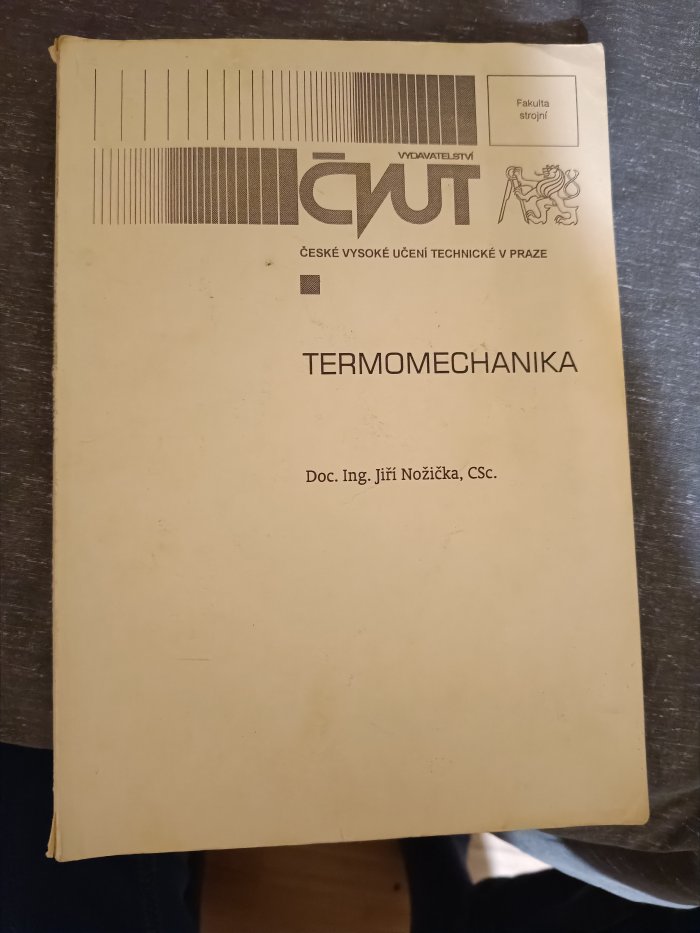 Fakulta
strojní
VYDAVATELSTVÍ
ČVUT
ČESKÉ VYSOKÉ UČENÍ TECHNICKÉ V PRAZE
TERMOMECHANIKA
Doc. Ing. Jiří Nožička, CSc.